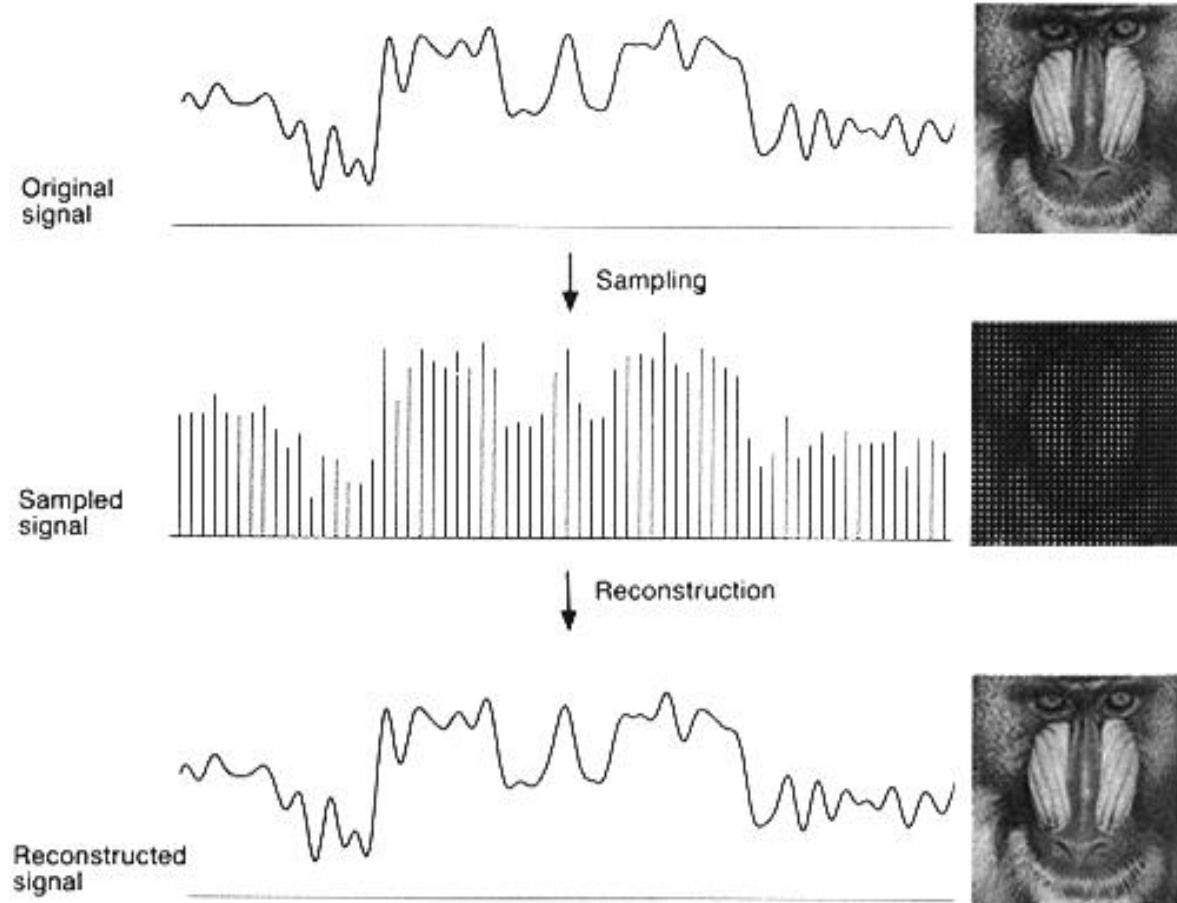 Original
signal
Sampling
Sampled
signal
Reconstruction
Reconstructed
signal